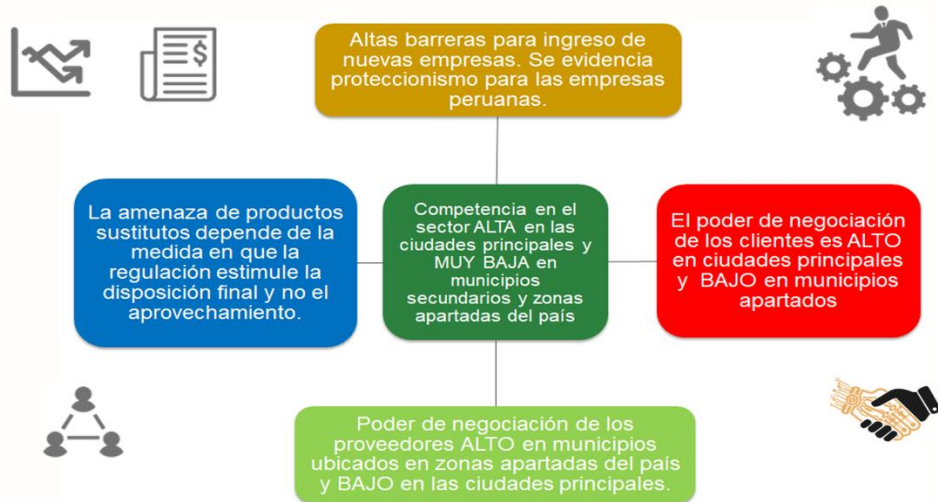 $
Altas barreras para ingreso de
nuevas empresas. Se evidencia
proteccionismo para las empresas
peruanas.
La amenaza de productos
sustitutos depende de la
medida en que la
regulación estimule la
disposición final y no el
aprovechamiento.
Competencia en el
sector ALTA en las
ciudades principales y
MUY BAJA en
municipios
secundarios y zonas
apartadas del país
El poder de negociación
de los clientes es ALTO
en ciudades principales
y BAJO en municipios
apartados
Poder de negociación de los
proveedores ALTO en municipios
ubicados en zonas apartadas del país
y BAJO en las ciudades principales.